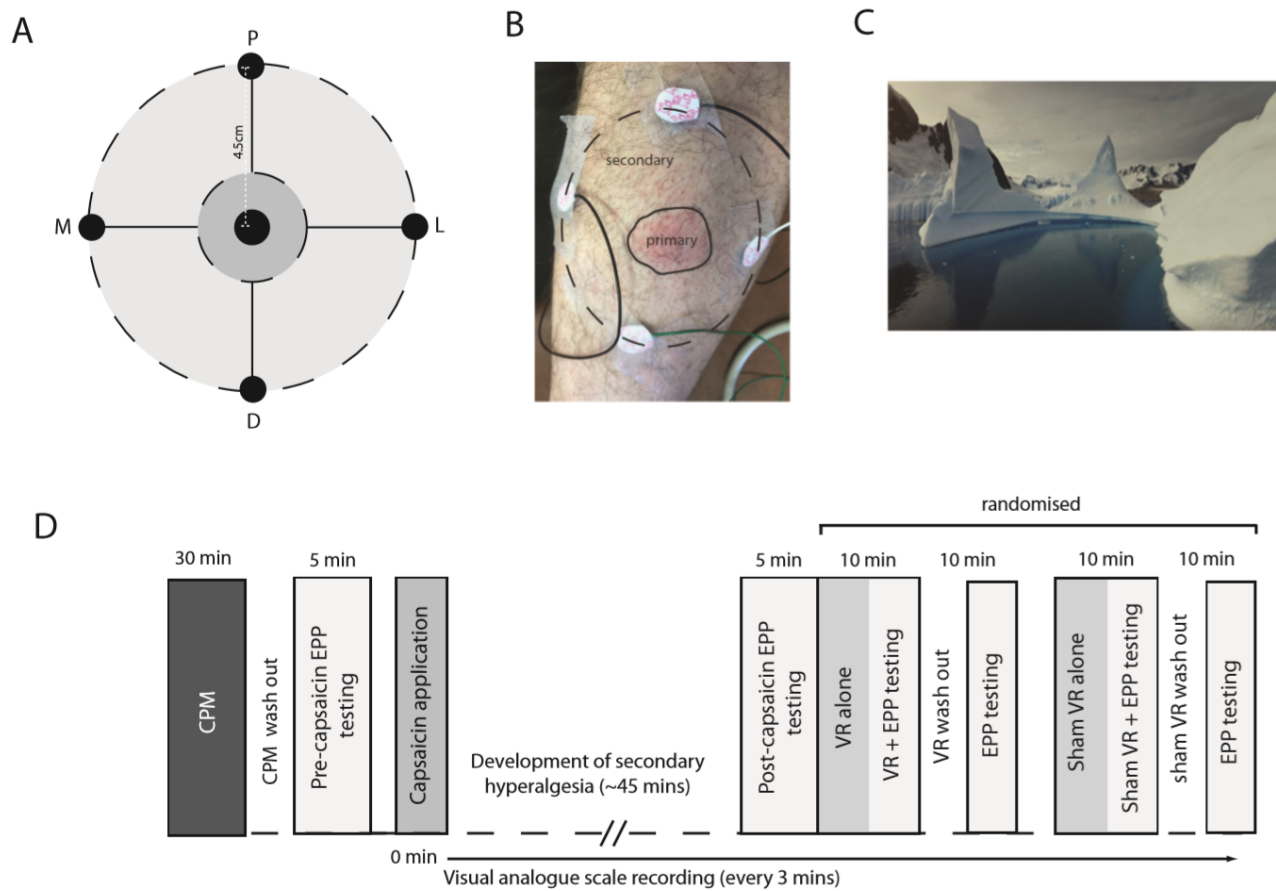 A
P
4.5cm
M
L
D
B
secondary
primary
C
D
randomised
30 min
5 min
5 min
10 min
10 min
10 min
10 min
CPM
CPM wash out
Pre-capsaicin EPP
testing
Capsaicin application
Development of secondary
hyperalgesia (~45 mins)
Post-capsaicin EPP
testing
VR alone
VR + EPP testing
VR wash out
EPP testing
Sham VR alone
Sham VR + EPP testing
sham VR wash out
EPP testing
0 min
Visual analogue scale recording (every 3 mins)